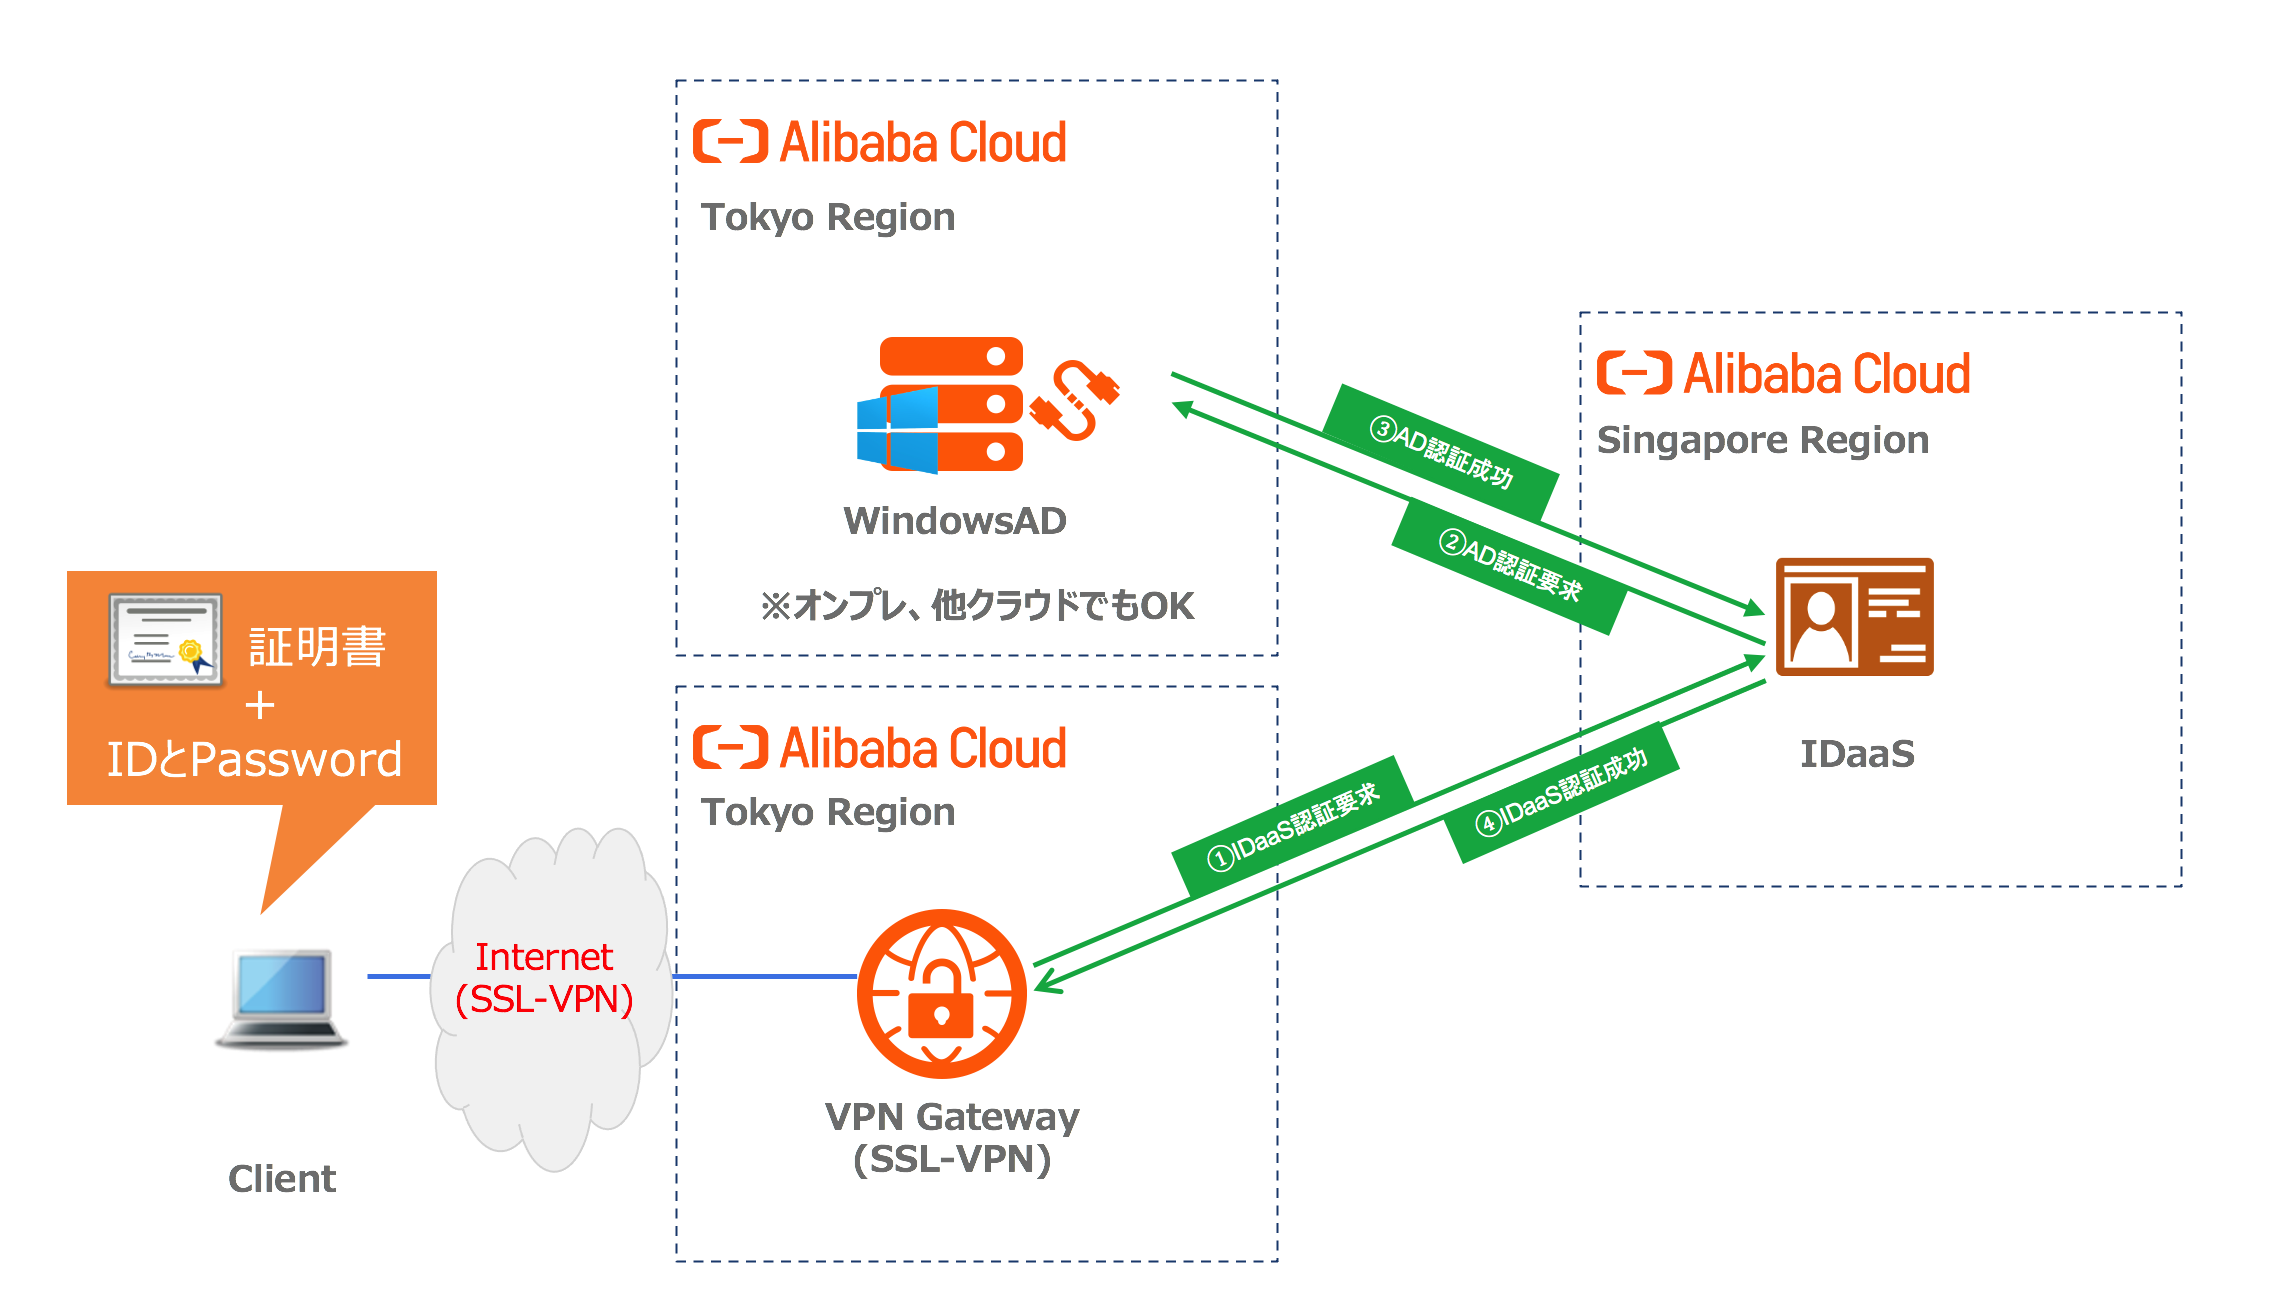 Alibaba Cloud
Tokyo Region
WindowsAD
※オンプレ、他クラウドでもOK
Alibaba Cloud
Singapore Region
IDaaS
③AD認証成功
②AD認証要求
①IDaaS認証要求
④IDaaS認証成功
証明書
+
IDとPassword
Client
Internet
(SSL-VPN)
Alibaba Cloud
Tokyo Region
VPN Gateway
(SSL-VPN)